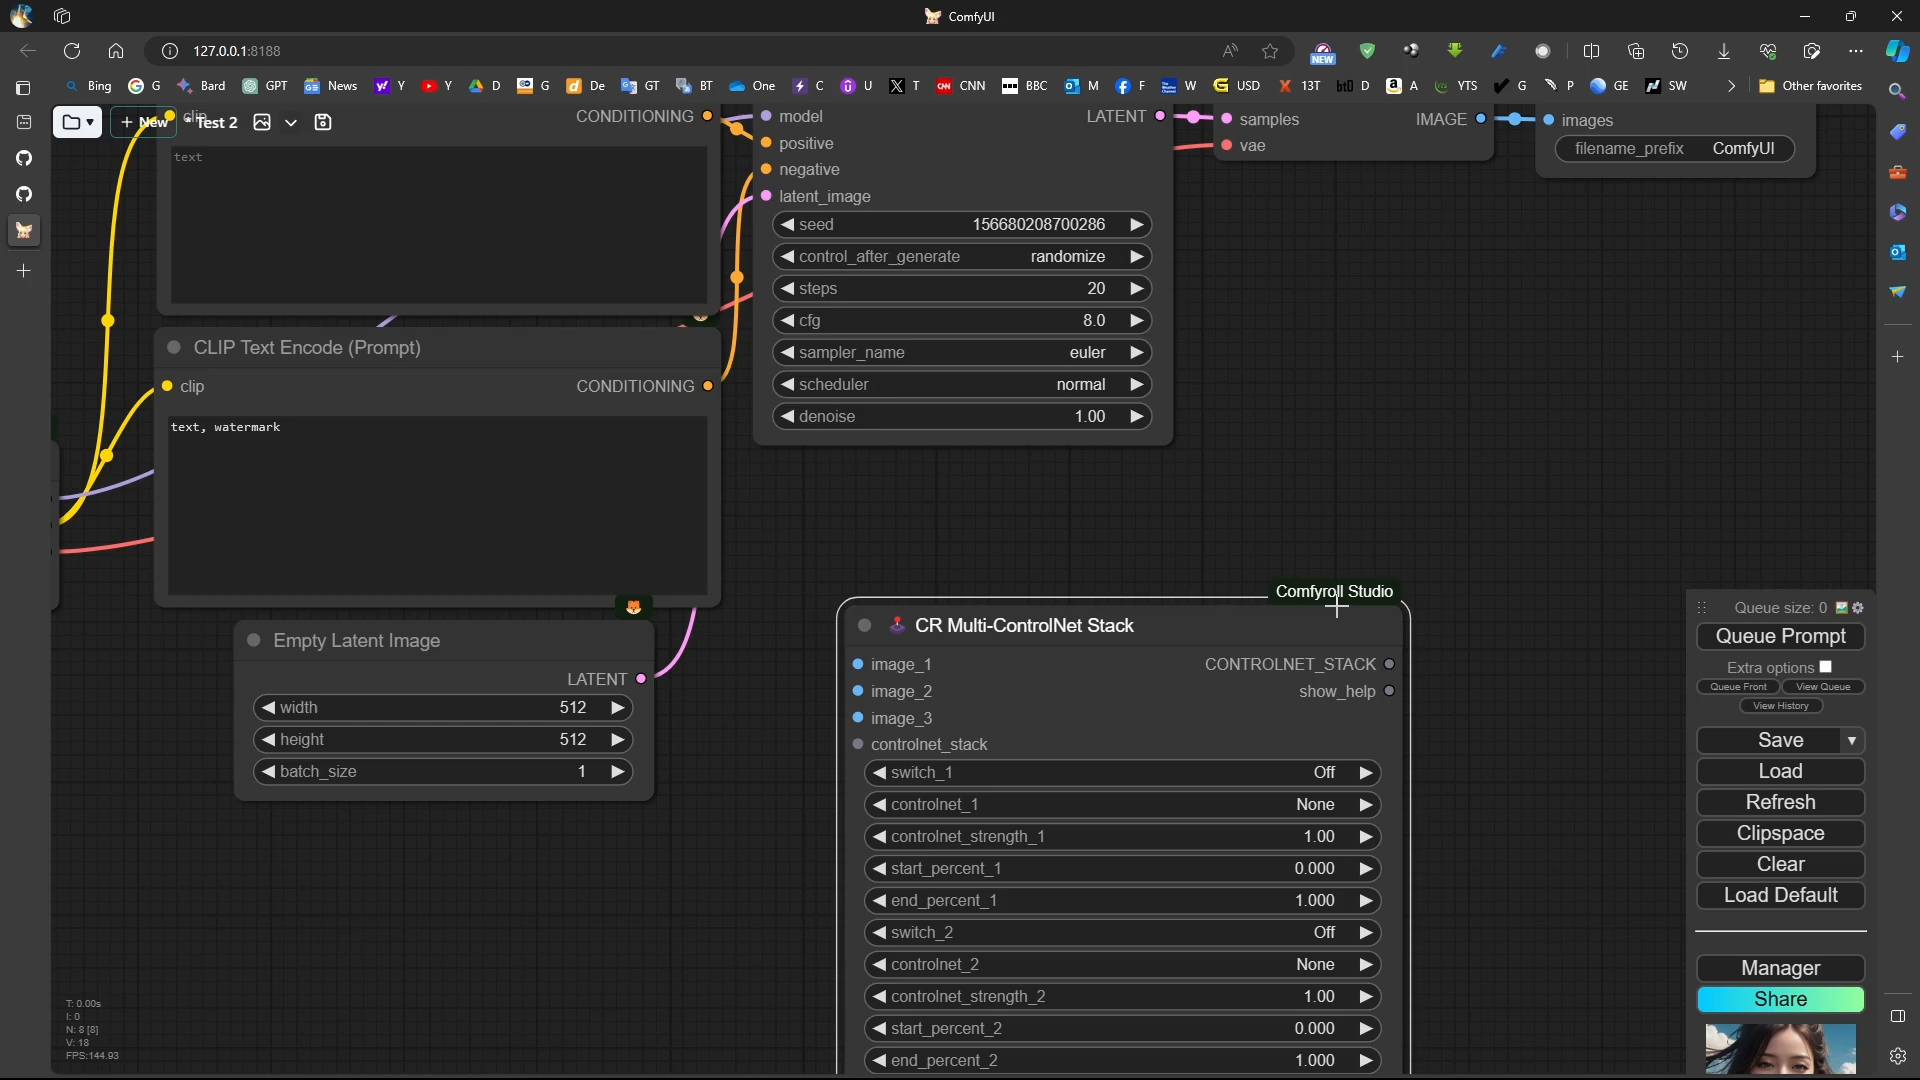 ComfyUI
127.0.0.1:8188
NEW
Bing G Bard GPT News Y Y D G De GT BT One C U T CNN BBC M F W USD 13T D A YTS G P GE SW Other favorites
+ New * Test 2
clip CONDITIONING
text
model LATENT
positive
negative
latent_image
seed 156680208700286
control_after_generate randomize
steps 20
cfg 8.0
sampler_name euler
scheduler normal
denoise 1.00
samples IMAGE
vae
images
filename_prefix ComfyUI
CLIP Text Encode (Prompt)
clip CONDITIONING
text, watermark
Empty Latent Image
LATENT
width 512
height 512
batch_size 1
Comfyroll Studio
CR Multi-ControlNet Stack
image_1 CONTROLNET_STACK
image_2 show_help
image_3
controlnet_stack
switch_1 Off
controlnet_1 None
controlnet_strength_1 1.00
start_percent_1 0.000
end_percent_1 1.000
switch_2 Off
controlnet_2 None
controlnet_strength_2 1.00
start_percent_2 0.000
end_percent_2 1.000
Queue size: 0
Queue Prompt
Extra options
Queue Front View Queue
View History
Save
Load
Refresh
Clipspace
Clear
Load Default
Manager
Share
T: 0.00s
I: 0
N: 8 [8]
V: 18
FPS:144.93